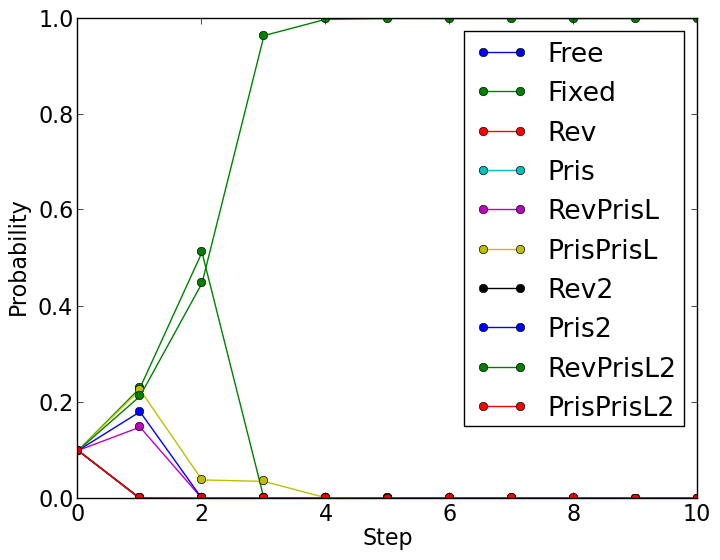 1.0
0.8
0.6
0.4
0.2
0.0
Probability
0 2 4 6 8 10
Step
Free
Fixed
Rev
Pris
RevPrisL
PrisPrisL
Rev2
Pris2
RevPrisL2
PrisPrisL2